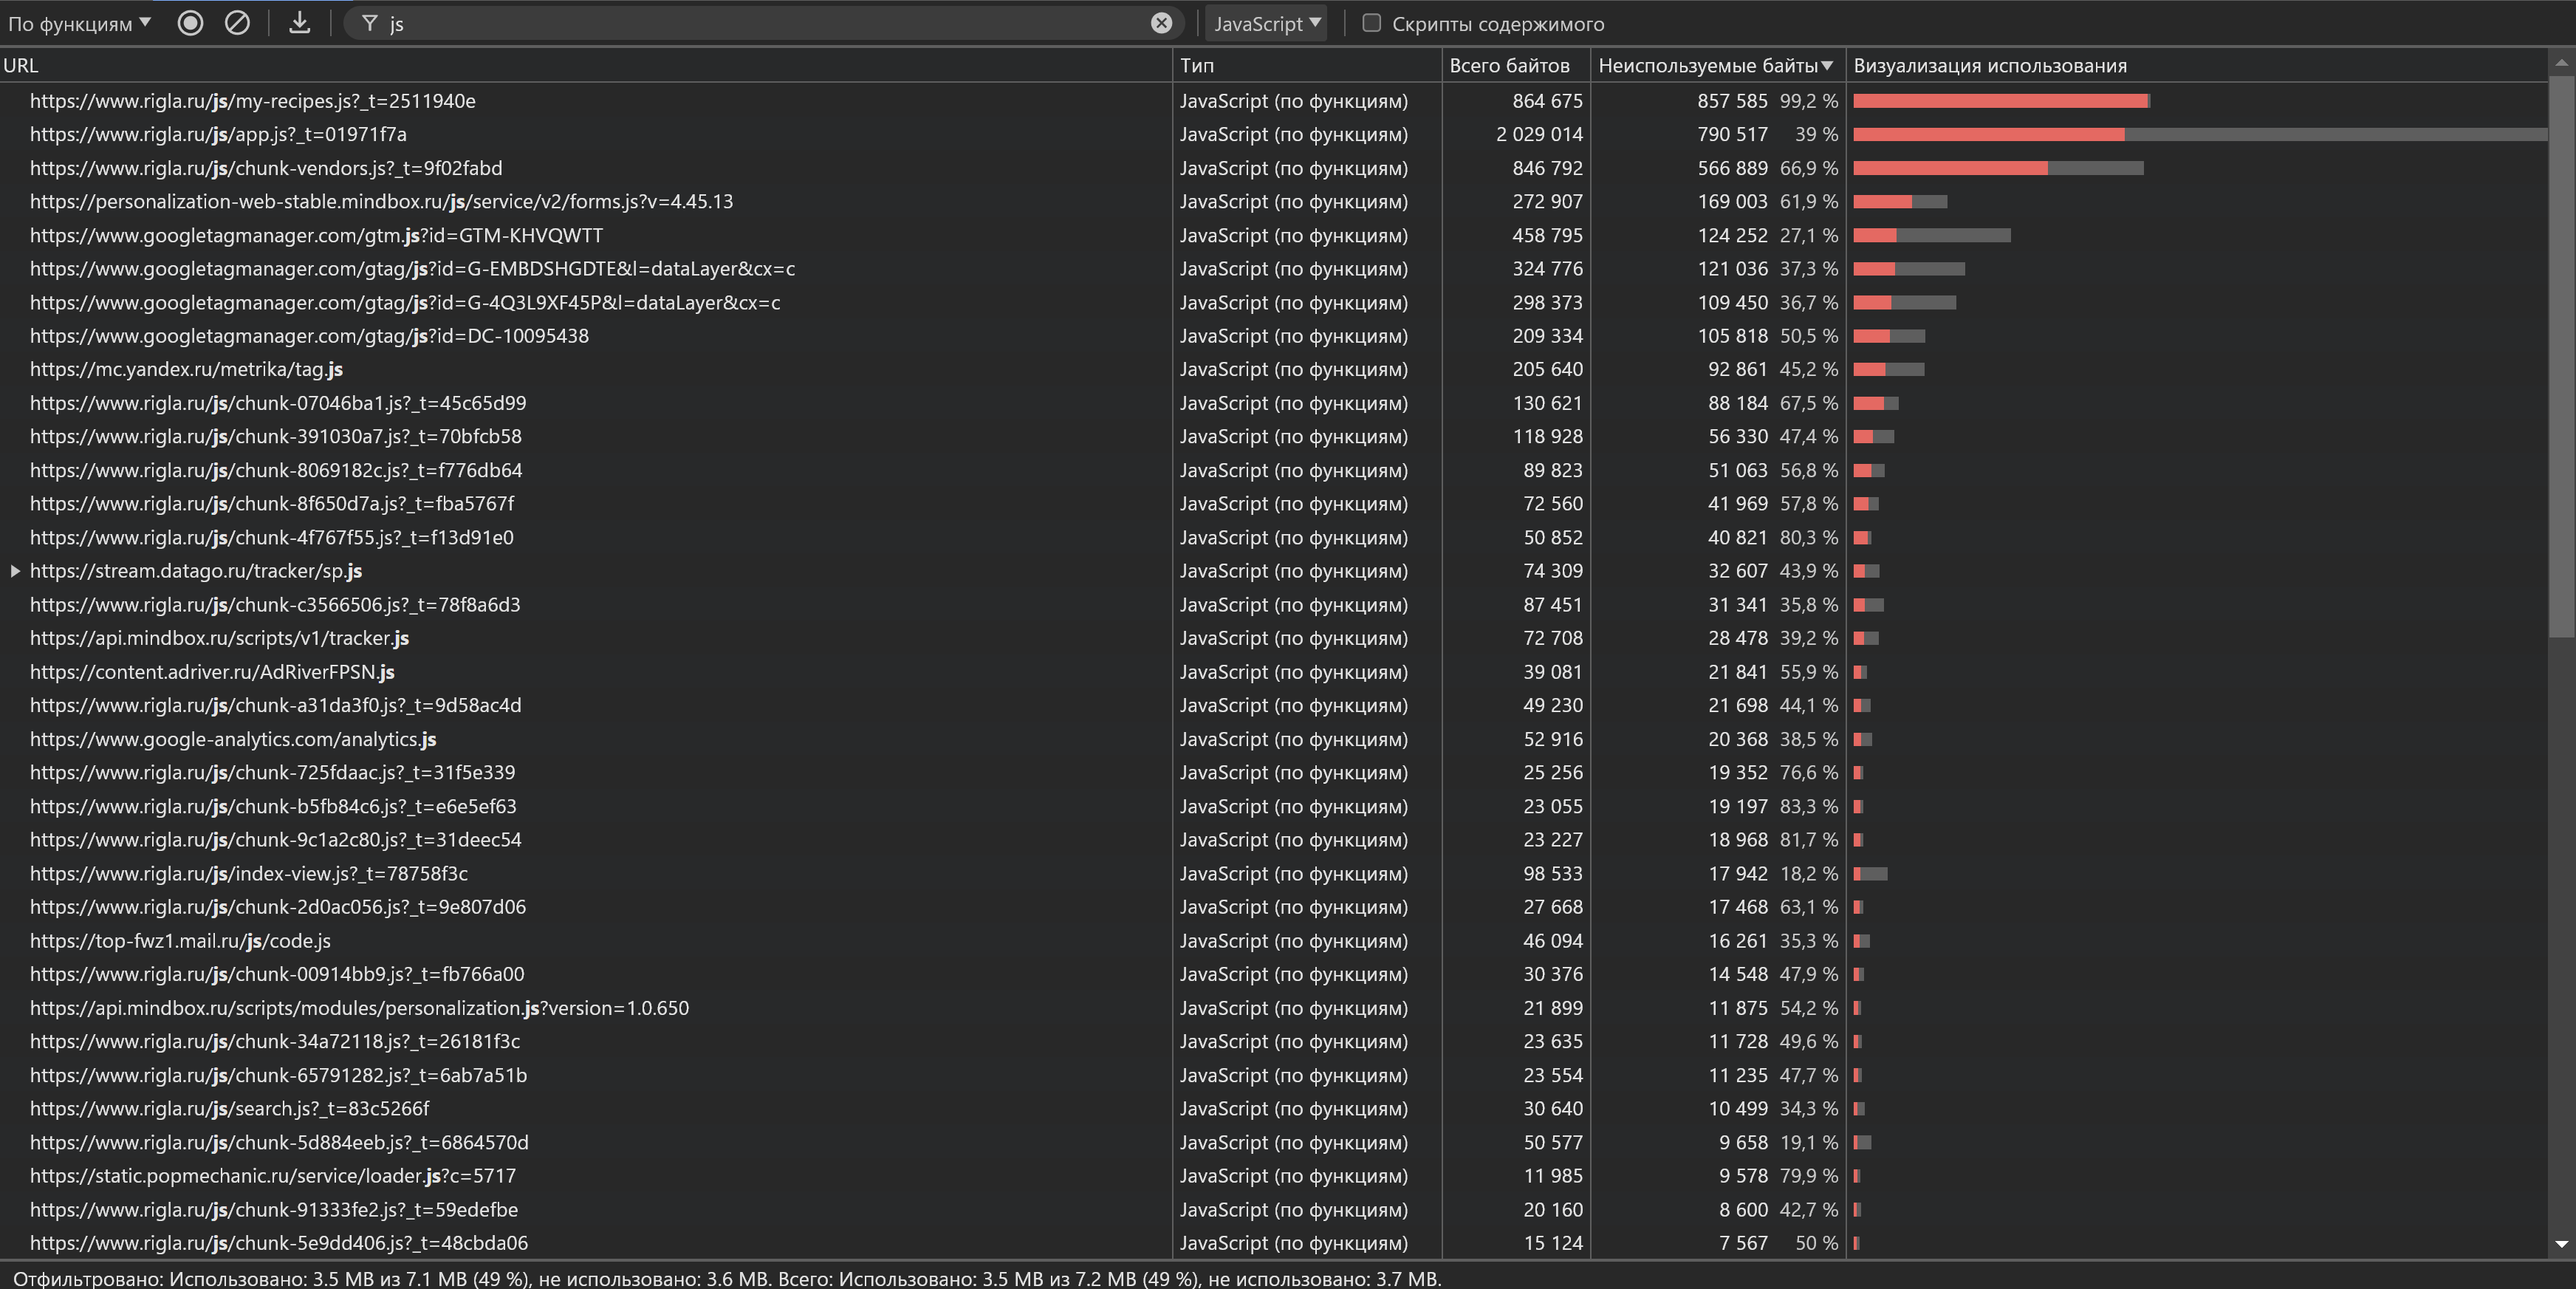 По функциям js JavaScript Скрипты содержимого
URL Тип Всего байтов Неиспользуемые байты Визуализация использования
https://www.rigla.ru/js/my-recipes.js?_t=2511940e JavaScript (по функциям) 864 675 857 585 99,2 %
https://www.rigla.ru/js/app.js?_t=01971f7a JavaScript (по функциям) 2 029 014 790 517 39 %
https://www.rigla.ru/js/chunk-vendors.js?_t=9f02fabd JavaScript (по функциям) 846 792 566 889 66,9 %
https://personalization-web-stable.mindbox.ru/js/service/v2/forms.js?v=4.45.13 JavaScript (по функциям) 272 907 169 003 61,9 %
https://www.googletagmanager.com/gtm.js?id=GTM-KHVQWTT JavaScript (по функциям) 458 795 124 252 27,1 %
https://www.googletagmanager.com/gtag/js?id=G-EMBDSHGDTE&l=dataLayer&cx=c JavaScript (по функциям) 324 776 121 036 37,3 %
https://www.googletagmanager.com/gtag/js?id=G-4Q3L9XF45P&l=dataLayer&cx=c JavaScript (по функциям) 298 373 109 450 36,7 %
https://www.googletagmanager.com/gtag/js?id=DC-10095438 JavaScript (по функциям) 209 334 105 818 50,5 %
https://mc.yandex.ru/metrika/tag.js JavaScript (по функциям) 205 640 92 861 45,2 %
https://www.rigla.ru/js/chunk-07046ba1.js?_t=45c65d99 JavaScript (по функциям) 130 621 88 184 67,5 %
https://www.rigla.ru/js/chunk-391030a7.js?_t=70bfcb58 JavaScript (по функциям) 118 928 56 330 47,4 %
https://www.rigla.ru/js/chunk-8069182c.js?_t=f776db64 JavaScript (по функциям) 89 823 51 063 56,8 %
https://www.rigla.ru/js/chunk-8f650d7a.js?_t=fba5767f JavaScript (по функциям) 72 560 41 969 57,8 %
https://www.rigla.ru/js/chunk-4f767f55.js?_t=f13d91e0 JavaScript (по функциям) 50 852 40 821 80,3 %
https://stream.datago.ru/tracker/sp.js JavaScript (по функциям) 74 309 32 607 43,9 %
https://www.rigla.ru/js/chunk-c3566506.js?_t=78f8a6d3 JavaScript (по функциям) 87 451 31 341 35,8 %
https://api.mindbox.ru/scripts/v1/tracker.js JavaScript (по функциям) 72 708 28 478 39,2 %
https://content.adriver.ru/AdRiverFPSN.js JavaScript (по функциям) 39 081 21 841 55,9 %
https://www.rigla.ru/js/chunk-a31da3f0.js?_t=9d58ac4d JavaScript (по функциям) 49 230 21 698 44,1 %
https://www.google-analytics.com/analytics.js JavaScript (по функциям) 52 916 20 368 38,5 %
https://www.rigla.ru/js/chunk-725fdaac.js?_t=31f5e339 JavaScript (по функциям) 25 256 19 352 76,6 %
https://www.rigla.ru/js/chunk-b5fb84c6.js?_t=e6e5ef63 JavaScript (по функциям) 23 055 19 197 83,3 %
https://www.rigla.ru/js/chunk-9c1a2c80.js?_t=31deec54 JavaScript (по функциям) 23 227 18 968 81,7 %
https://www.rigla.ru/js/index-view.js?_t=78758f3c JavaScript (по функциям) 98 533 17 942 18,2 %
https://www.rigla.ru/js/chunk-2d0ac056.js?_t=9e807d06 JavaScript (по функциям) 27 668 17 468 63,1 %
https://top-fwz1.mail.ru/js/code.js JavaScript (по функциям) 46 094 16 261 35,3 %
https://www.rigla.ru/js/chunk-00914bb9.js?_t=fb766a00 JavaScript (по функциям) 30 376 14 548 47,9 %
https://api.mindbox.ru/scripts/modules/personalization.js?version=1.0.650 JavaScript (по функциям) 21 899 11 875 54,2 %
https://www.rigla.ru/js/chunk-34a72118.js?_t=26181f3c JavaScript (по функциям) 23 635 11 728 49,6 %
https://www.rigla.ru/js/chunk-65791282.js?_t=6ab7a51b JavaScript (по функциям) 23 554 11 235 47,7 %
https://www.rigla.ru/js/search.js?_t=83c5266f JavaScript (по функциям) 30 640 10 499 34,3 %
https://www.rigla.ru/js/chunk-5d884eeb.js?_t=6864570d JavaScript (по функциям) 50 577 9 658 19,1 %
https://static.popmechanic.ru/service/loader.js?c=5717 JavaScript (по функциям) 11 985 9 578 79,9 %
https://www.rigla.ru/js/chunk-91333fe2.js?_t=59edefbe JavaScript (по функциям) 20 160 8 600 42,7 %
https://www.rigla.ru/js/chunk-5e9dd406.js?_t=48cbda06 JavaScript (по функциям) 15 124 7 567 50 %
Отфильтровано: Использовано: 3.5 MB из 7.1 MB (49 %), не использовано: 3.6 MB. Всего: Использовано: 3.5 MB из 7.2 MB (49 %), не использовано: 3.7 MB.